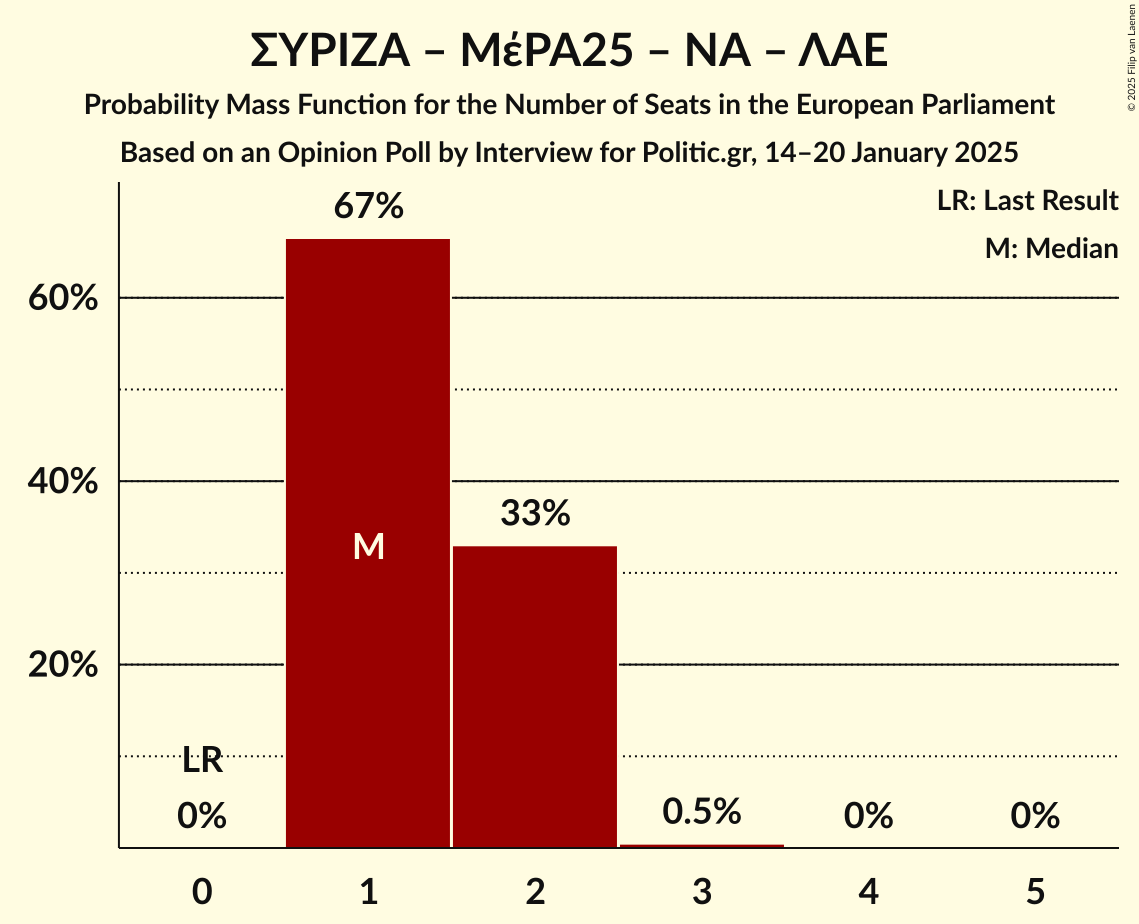 ΣΥΡΙΖΑ – ΜέΡΑ25 – ΝΑ – ΛΑΕ
Probability Mass Function for the Number of Seats in the European Parliament
Based on an Opinion Poll by Interview for Politic.gr, 14–20 January 2025
© 2025 Filip van Laenen
LR: Last Result
M: Median
67%
60%
40%
33%
M
20%
LR
0%
0.5%
0%
0%
0 1 2 3 4 5